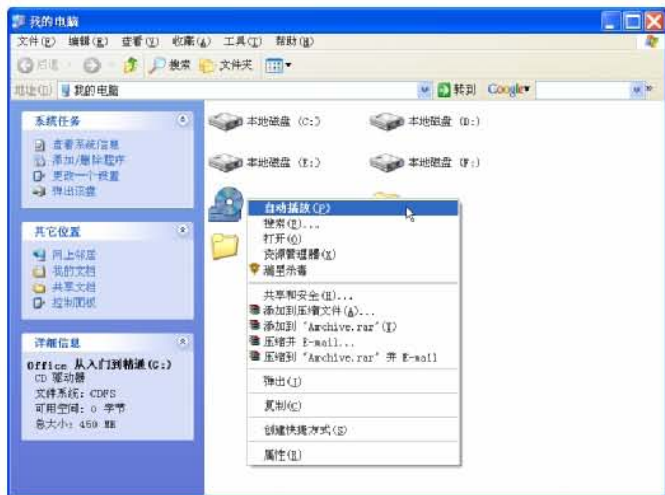 我的电脑
文件(F) 编辑(E) 查看(V) 收藏(A) 工具(T) 帮助(H)
后退 搜索 文件夹
地址(D) 我的电脑 转到 Google
系统任务
查看系统信息
添加/删除程序
更改一个设置
弹出该盘
其它位置
网上邻居
我的文档
共享文档
控制面板
详细信息
Office 从入门到精通(G:)
CD 驱动器
文件系统: CDFS
可用空间: 0 字节
总大小: 450 MB
本地磁盘 (C:) 本地磁盘 (D:)
本地磁盘 (E:) 本地磁盘 (F:)
自动播放(P)
搜索(E)...
打开(O)
资源管理器(X)
瑞星杀毒
共享和安全(H)...
添加到压缩文件(A)...
添加到 "Archive.rar"(T)
压缩并 E-mail...
压缩到 "Archive.rar" 并 E-mail
弹出(J)
复制(C)
创建快捷方式(S)
属性(R)